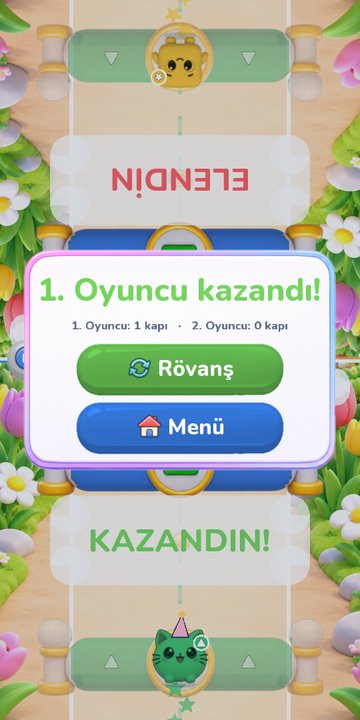 ELENDİN
1. Oyuncu kazandı!
1. Oyuncu: 1 kapı · 2. Oyuncu: 0 kapı
Rövanş
Menü
KAZANDIN!